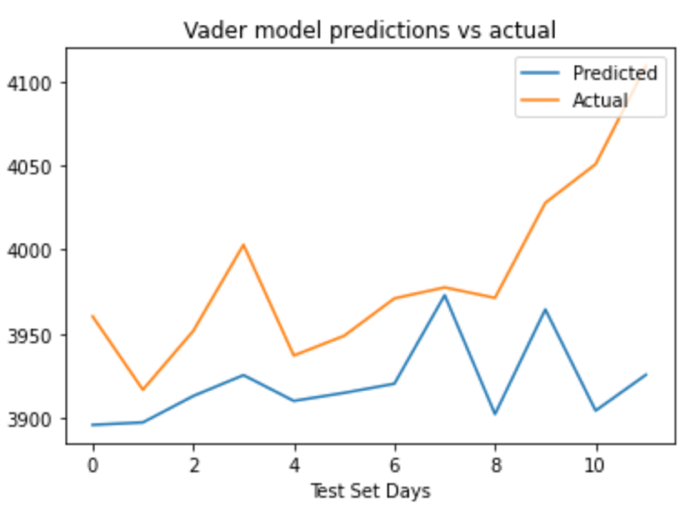 Vader model predictions vs actual
Predicted
Actual
4100
4050
4000
3950
3900
0 2 4 6 8 10
Test Set Days